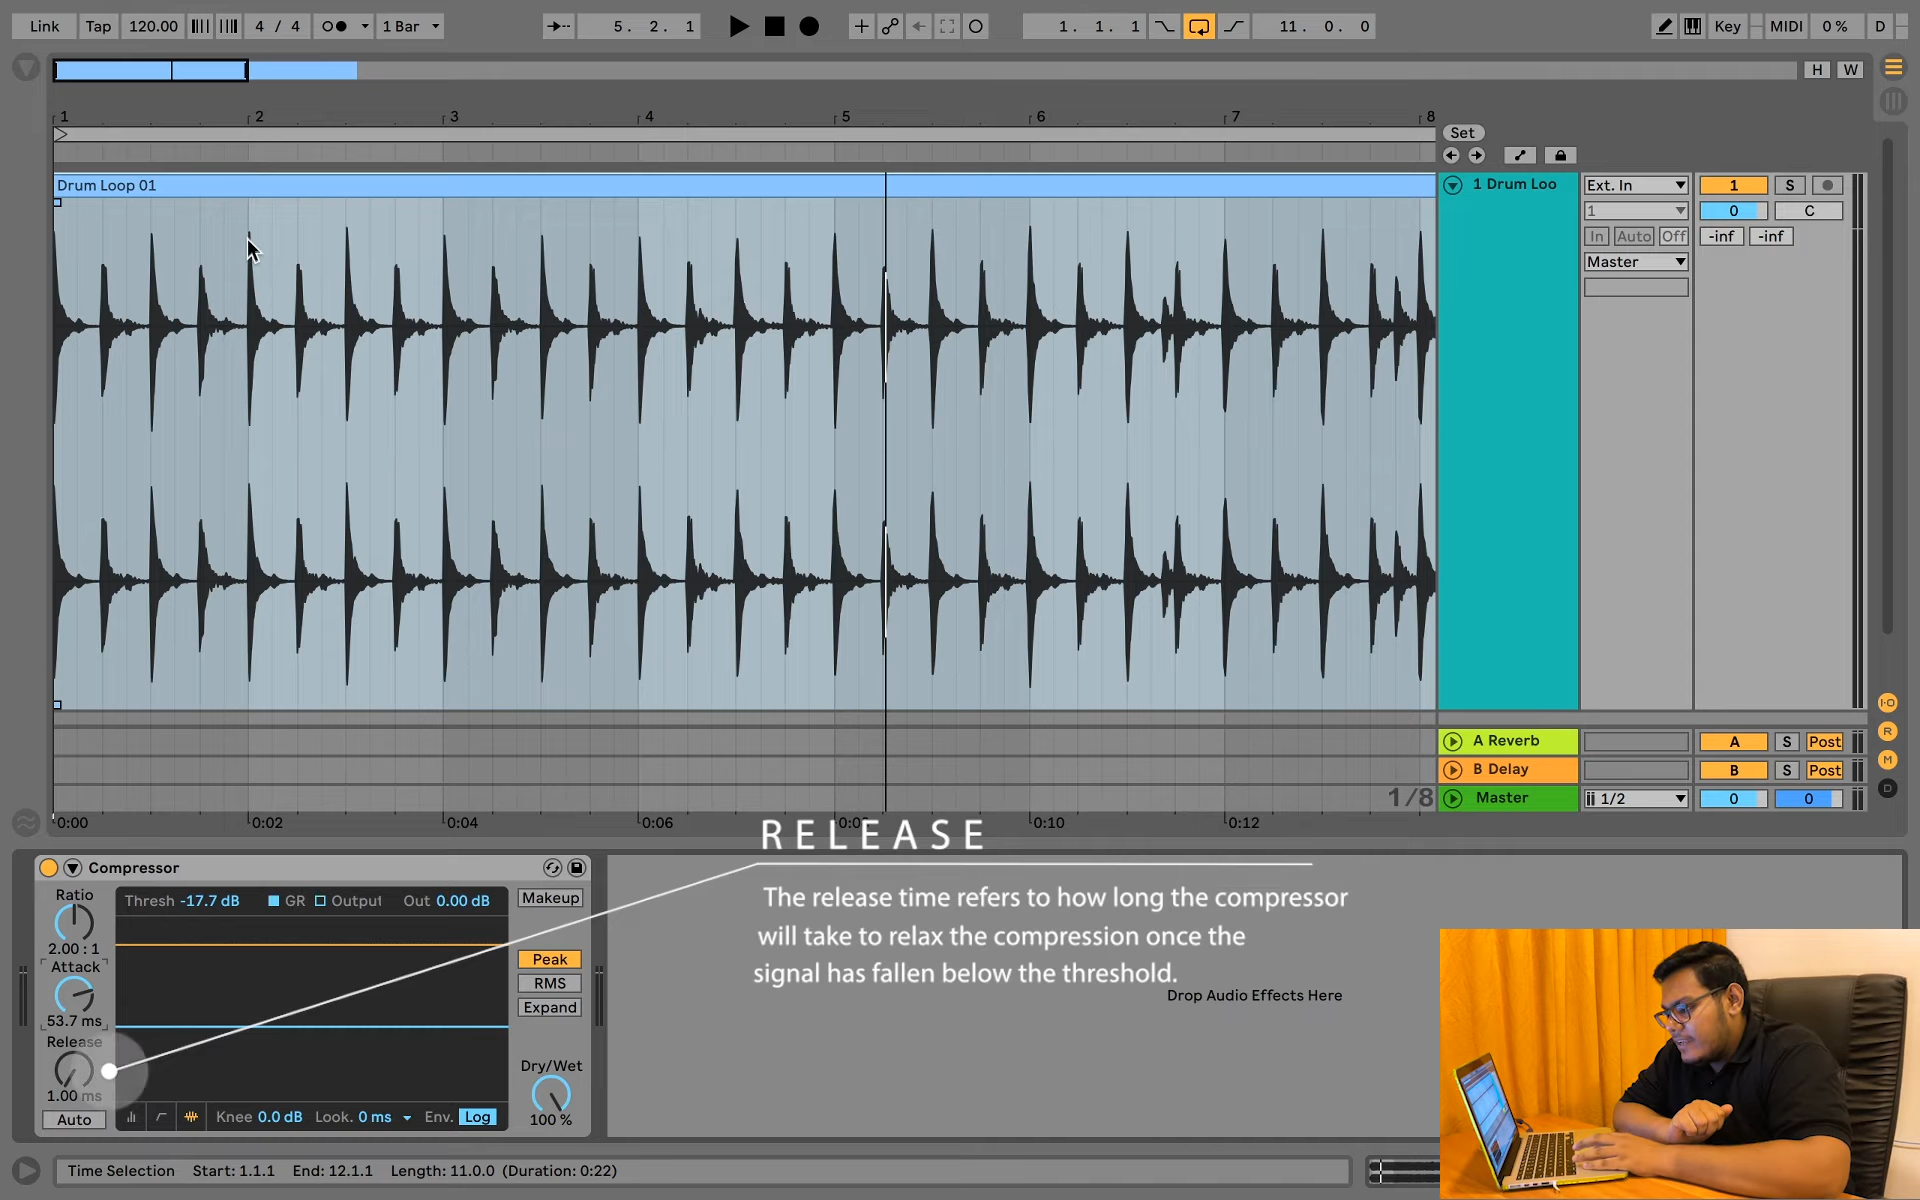 Link Tap 120.00 4 / 4 1 Bar 5. 2. 1 1. 1. 1 11. 0. 0 Key MIDI 0 % D
H W
1 2 3 4 5 6 7 8
Set
Drum Loop 01
1 Drum Loo Ext. In 1 S
1 0 C
In Auto Off -inf -inf
Master
A Reverb A S Post
B Delay B S Post
1/8 Master 1/2 0 0
0:00 0:02 0:04 0:06 0:10 0:12
I·O
R
M
D
RELEASE
The release time refers to how long the compressor
will take to relax the compression once the
signal has fallen below the threshold.
Drop Audio Effects Here
Compressor
Ratio Thresh -17.7 dB GR Output Out 0.00 dB Makeup
2.00 : 1
Attack Peak
RMS
53.7 ms Expand
Release
1.00 ms Dry/Wet
Auto Knee 0.0 dB Look. 0 ms Env. Log 100 %
Time Selection Start: 1.1.1 End: 12.1.1 Length: 11.0.0 (Duration: 0:22)